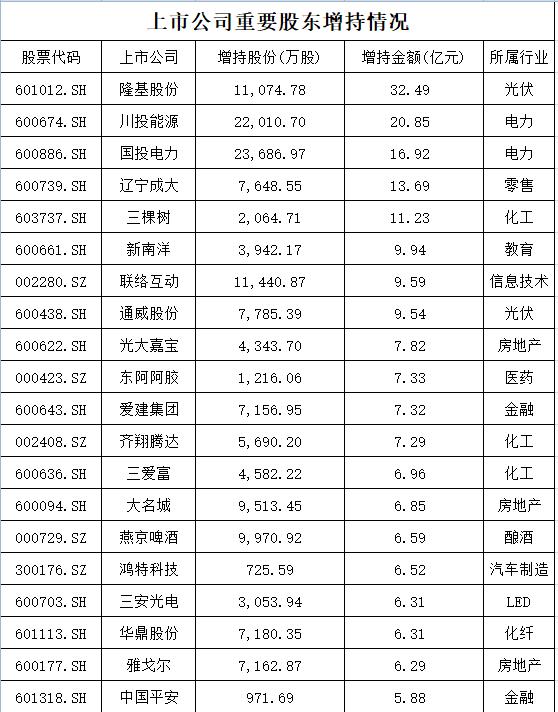 上市公司重要股东增持情况
股票代码 上市公司 增持股份(万股) 增持金额(亿元) 所属行业
601012.SH 隆基股份 11,074.78 32.49 光伏
600674.SH 川投能源 22,010.70 20.85 电力
600886.SH 国投电力 23,686.97 16.92 电力
600739.SH 辽宁成大 7,648.55 13.69 零售
603737.SH 三棵树 2,064.71 11.23 化工
600661.SH 新南洋 3,942.17 9.94 教育
002280.SZ 联络互动 11,440.87 9.59 信息技术
600438.SH 通威股份 7,785.39 9.54 光伏
600622.SH 光大嘉宝 4,343.70 7.82 房地产
000423.SZ 东阿阿胶 1,216.06 7.33 医药
600643.SH 爱建集团 7,156.95 7.32 金融
002408.SZ 齐翔腾达 5,690.20 7.29 化工
600636.SH 三爱富 4,582.22 6.96 化工
600094.SH 大名城 9,513.45 6.85 房地产
000729.SZ 燕京啤酒 9,970.92 6.59 酿酒
300176.SZ 鸿特科技 725.59 6.52 汽车制造
600703.SH 三安光电 3,053.94 6.31 LED
601113.SH 华鼎股份 7,180.35 6.31 化纤
600177.SH 雅戈尔 7,162.87 6.29 房地产
601318.SH 中国平安 971.69 5.88 金融